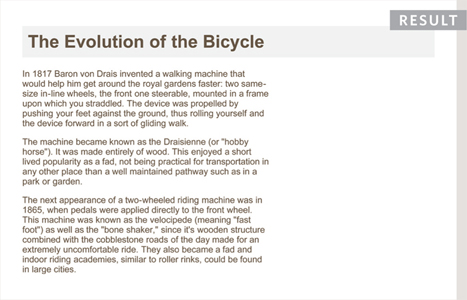 RESULT
The Evolution of the Bicycle
In 1817 Baron von Drais invented a walking machine that
would help him get around the royal gardens faster: two same-
size in-line wheels, the front one steerable, mounted in a frame
upon which you straddled. The device was propelled by
pushing your feet against the ground, thus rolling yourself and
the device forward in a sort of gliding walk.
The machine became known as the Draisienne (or "hobby
horse"). It was made entirely of wood. This enjoyed a short
lived popularity as a fad, not being practical for transportation in
any other place than a well maintained pathway such as in a
park or garden.
The next appearance of a two-wheeled riding machine was in
1865, when pedals were applied directly to the front wheel.
This machine was known as the velocipede (meaning "fast
foot") as well as the "bone shaker," since it's wooden structure
combined with the cobblestone roads of the day made for an
extremely uncomfortable ride. They also became a fad and
indoor riding academies, similar to roller rinks, could be found
in large cities.